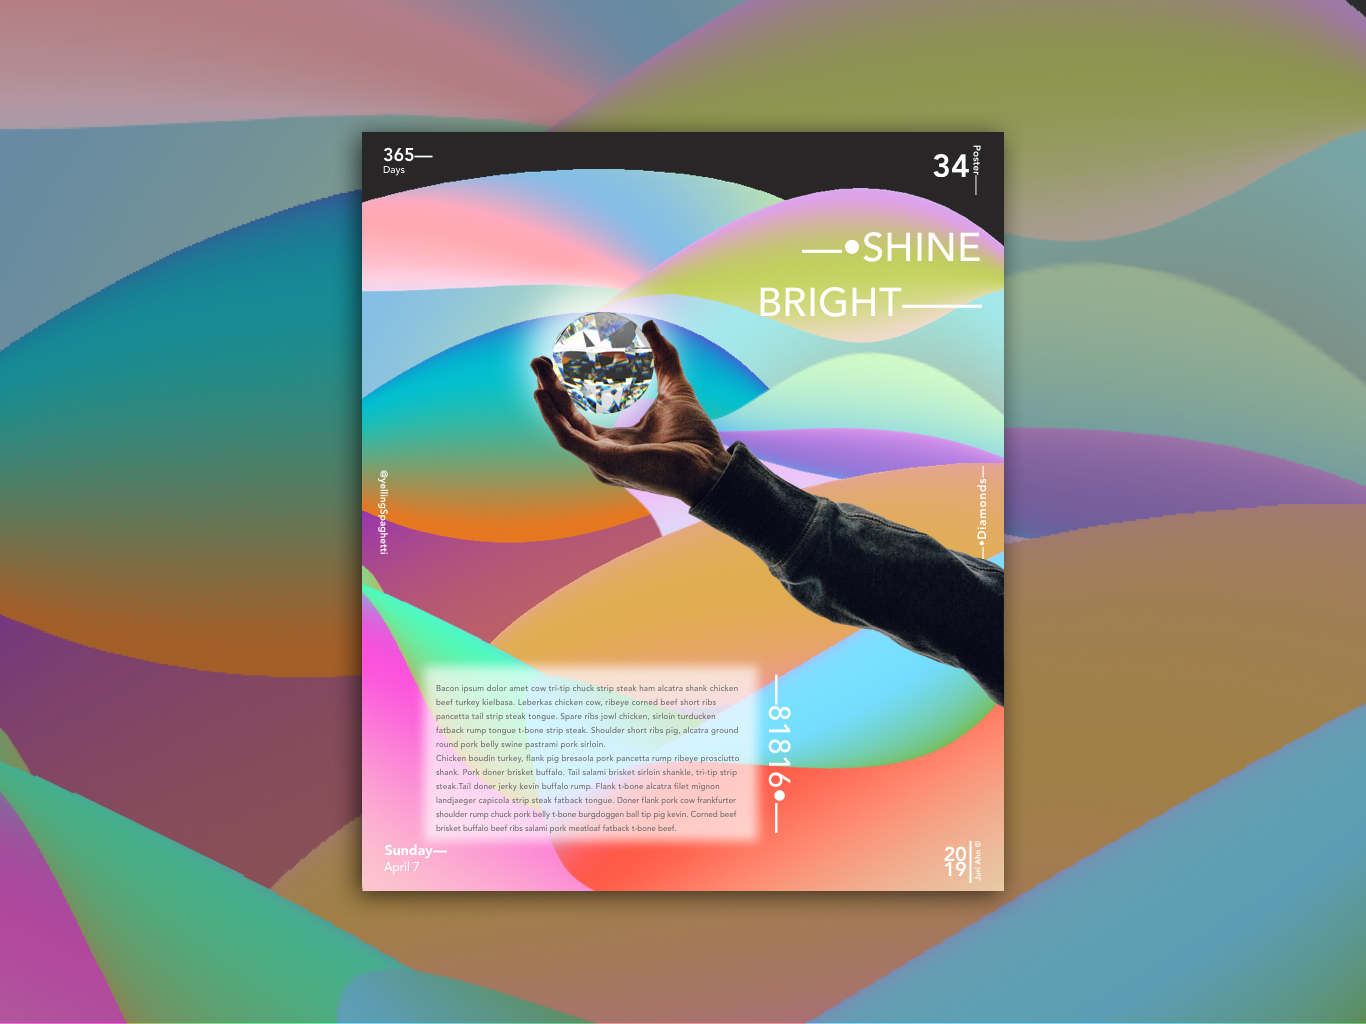 365—
Days
34
Poster—
—•SHINE
BRIGHT—
@yellingSpaghetti
—•Diamonds—
Bacon ipsum dolor amet cow tri-tip chuck strip steak ham alcatra shank chicken
beef turkey kielbasa. Leberkas chicken cow, ribeye corned beef short ribs
pancetta tail strip steak tongue. Spare ribs jowl chicken, sirloin turducken
fatback rump tongue t-bone strip steak. Shoulder short ribs pig, alcatra ground
round pork belly swine pastrami pork sirloin.
Chicken boudin turkey, flank pig bresaola pork pancetta rump ribeye prosciutto
shank. Pork doner brisket buffalo. Tail salami brisket sirloin shankle, tri-tip strip
steak.Tail doner jerky kevin buffalo rump. Flank t-bone alcatra filet mignon
landjaeger capicola strip steak fatback tongue. Doner flank pork cow frankfurter
shoulder rump chuck pork belly t-bone burgdoggen ball tip pig kevin. Corned beef
brisket buffalo beef ribs salami pork meatloaf fatback t-bone beef.
—81816•—
Sunday—
April 7
20
19
Juri Ahn ©